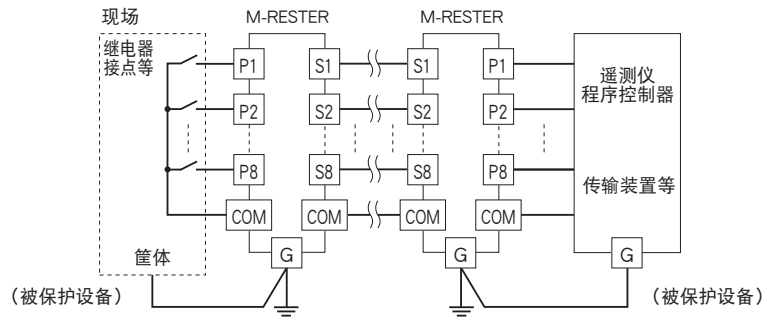 现场
M-RESTER
M-RESTER
继电器
接点等
P1
S1
S1
P1
遥测仪
程序控制器
P2
S2
S2
P2
P8
S8
S8
P8
传输装置等
COM
COM
COM
COM
筐体
G
G
G
（被保护设备）
（被保护设备）